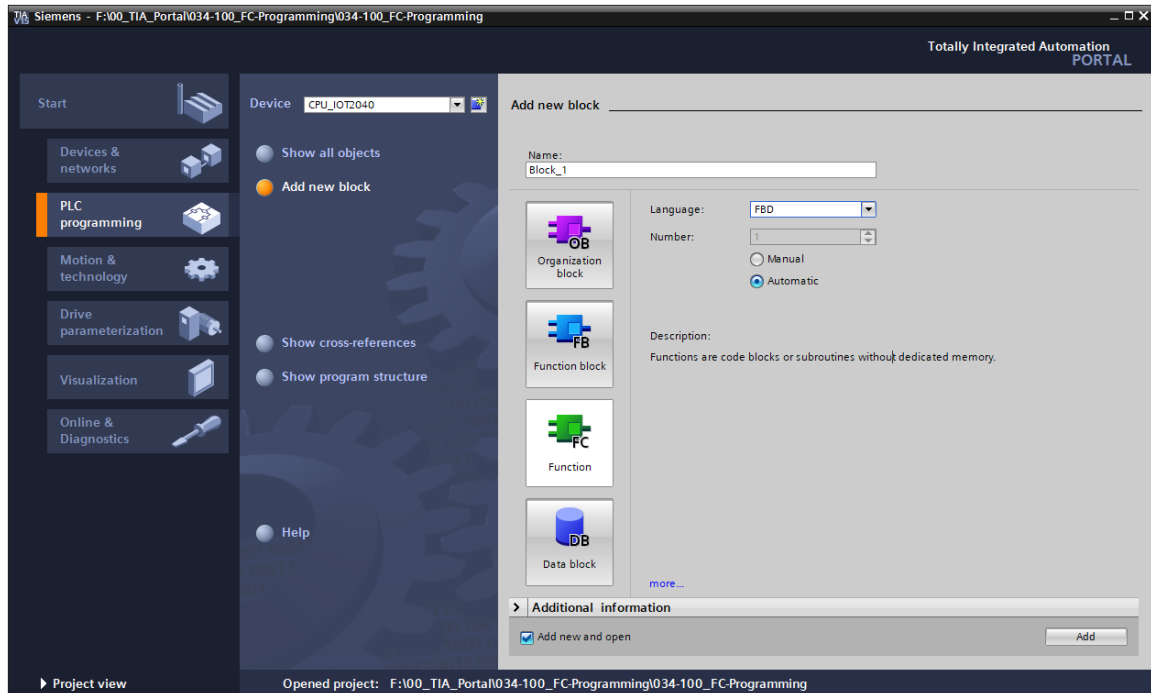 Siemens - F:\00_TIA_Portal\034-100_FC-Programming\034-100_FC-Programming
Totally Integrated Automation
PORTAL
Start
Devices &
networks
PLC
programming
Motion &
technology
Drive
parameterization
Visualization
Online &
Diagnostics
Device CPU_IOT2040
Show all objects
Add new block
Show cross-references
Show program structure
Help
Add new block
Name:
Block_1
OB
Organization
block
FB
Function block
FC
Function
DB
Data block
Language: FBD
Number: 1
Manual
Automatic
Description:
Functions are code blocks or subroutines without dedicated memory.
more...
Additional information
Add new and open
Add
Project view
Opened project: F:\00_TIA_Portal\034-100_FC-Programming\034-100_FC-Programming